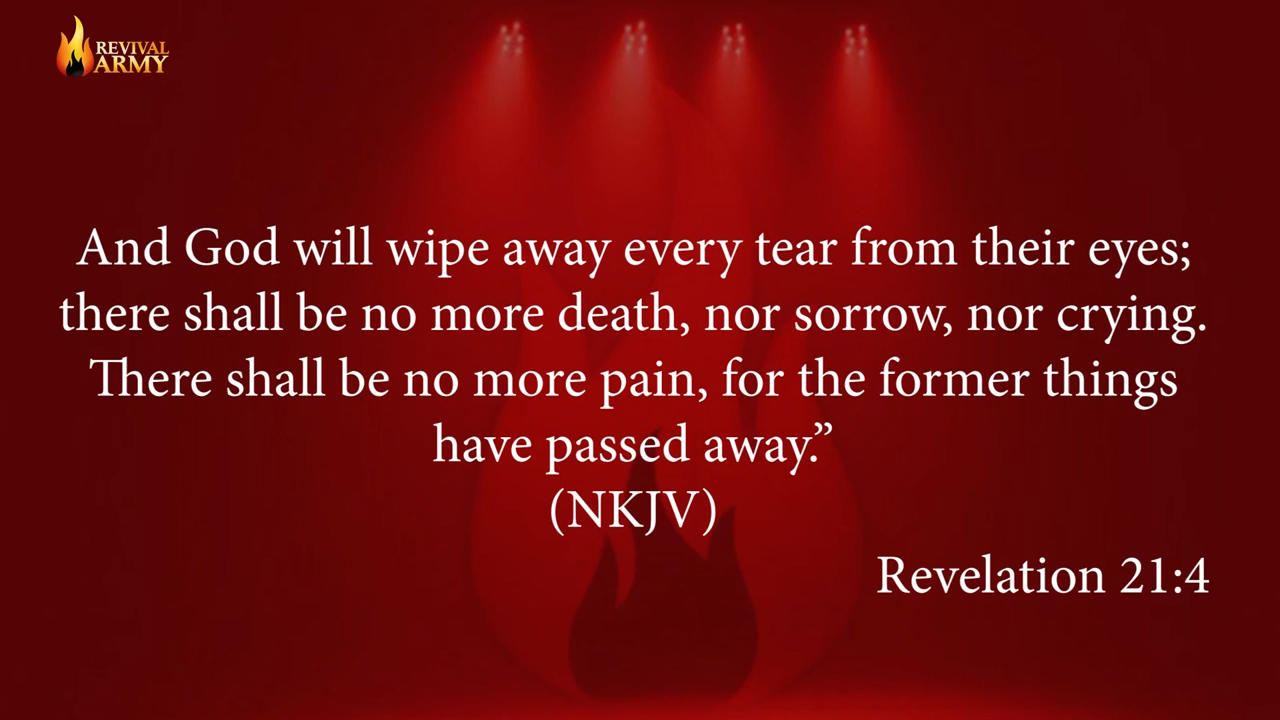 REVIVAL
ARMY
And God will wipe away every tear from their eyes;
there shall be no more death, nor sorrow, nor crying.
There shall be no more pain, for the former things
have passed away.”
(NKJV)
Revelation 21:4